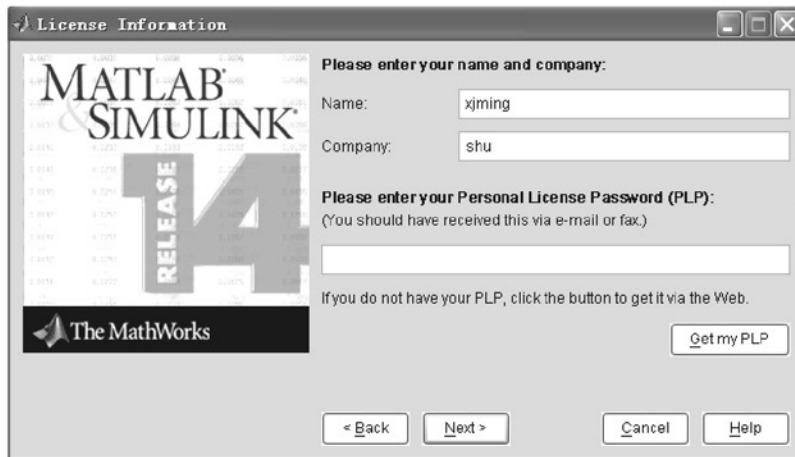 License Information
MATLAB®
& SIMULINK®
RELEASE
14
The MathWorks
Please enter your name and company:
Name: xjming
Company: shu
Please enter your Personal License Password (PLP):
(You should have received this via e-mail or fax.)
If you do not have your PLP, click the button to get it via the Web.
Get my PLP
< Back Next > Cancel Help